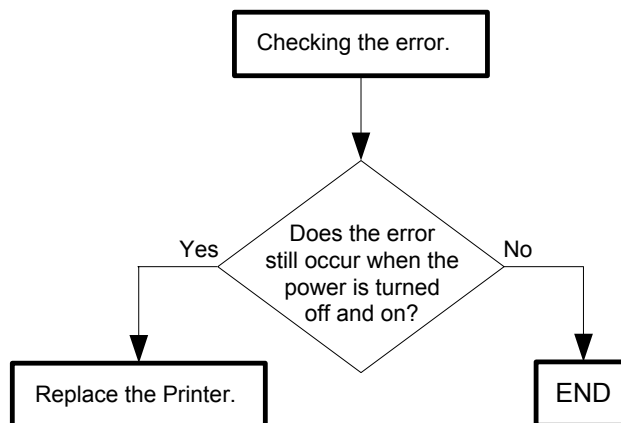 Checking the error.
Yes
Does the error
still occur when the
power is turned
off and on?
No
Replace the Printer.
END